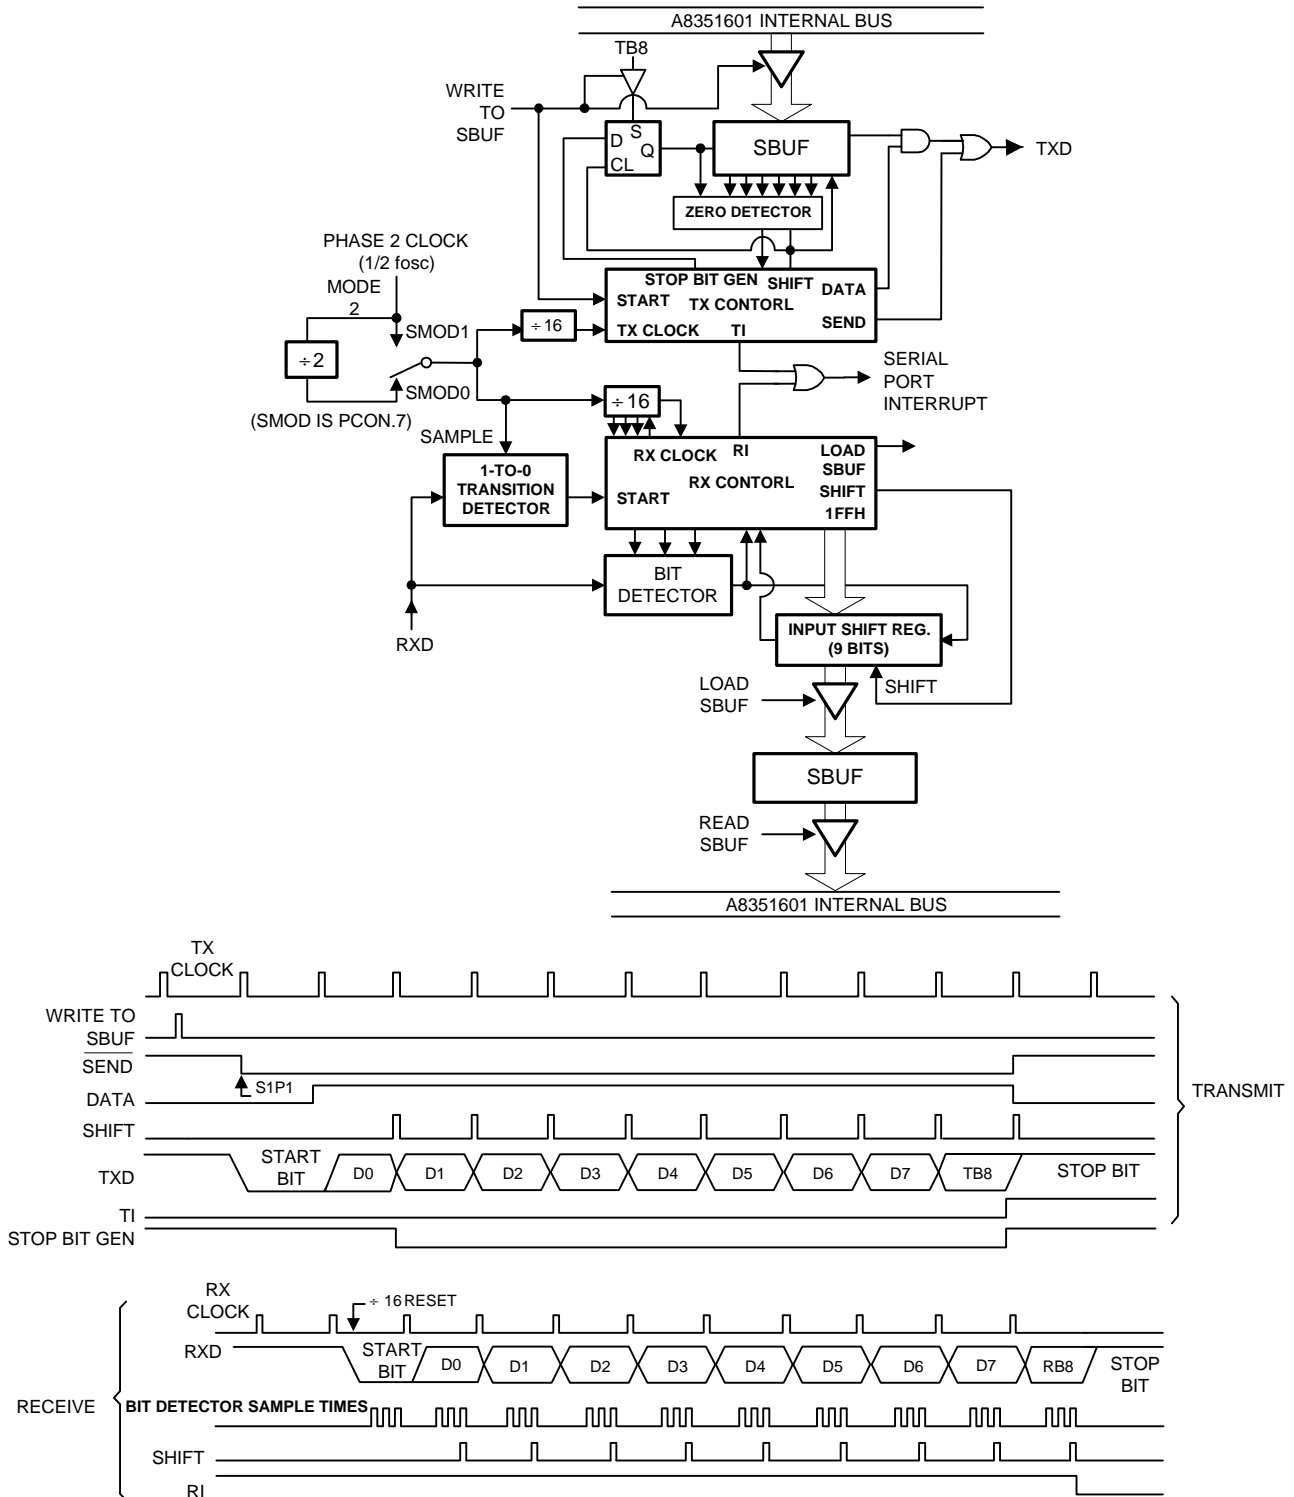 A8351601 INTERNAL BUS
TB8
WRITE
TO
SBUF
S
D
Q
CL
SBUF
TXD
ZERO DETECTOR
PHASE 2 CLOCK
(1/2 fosc)
MODE
2
STOP BIT GEN SHIFT DATA
START TX CONTORL
SEND
TX CLOCK TI
SMOD1
÷16
÷2
SMOD0
(SMOD IS PCON.7)
SERIAL
PORT
INTERRUPT
÷16
SAMPLE
1-TO-0
TRANSITION
DETECTOR
RX CLOCK RI LOAD
SBUF
RX CONTORL
START SHIFT
1FFH
BIT
DETECTOR
RXD
INPUT SHIFT REG.
(9 BITS)
LOAD
SBUF
SHIFT
SBUF
READ
SBUF
A8351601 INTERNAL BUS
TX
CLOCK
WRITE TO
SBUF
SEND
S1P1
DATA
SHIFT
TXD START
BIT D0 D1 D2 D3 D4 D5 D6 D7 TB8 STOP BIT
TI
STOP BIT GEN
TRANSMIT
RX
CLOCK
÷ 16 RESET
RXD START
BIT D0 D1 D2 D3 D4 D5 D6 D7 RB8 STOP
BIT
RECEIVE
BIT DETECTOR SAMPLE TIMES
SHIFT
RI